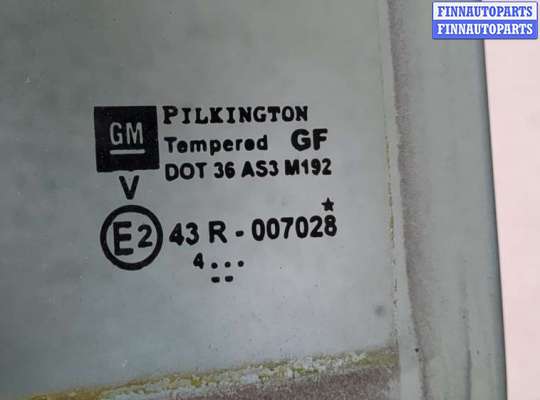 FINNAUTOPARTS
FINNAUTOPARTS
GM
PILKINGTON
Tempered GF
DOT 36 AS3 M192
V
E2
43 R - 007028
4...
--